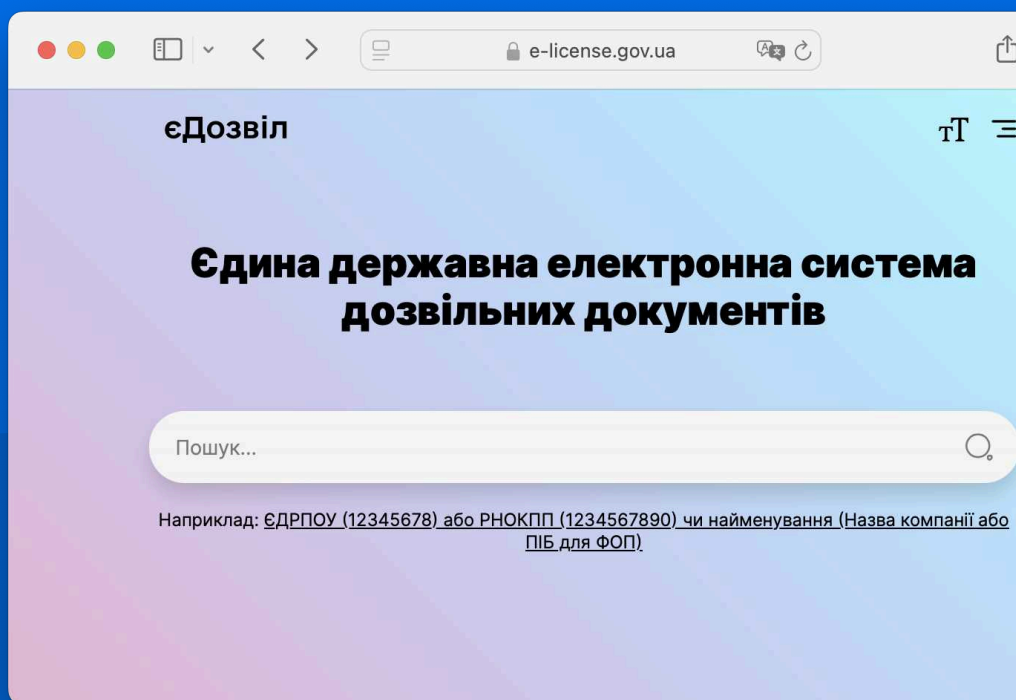 e-license.gov.ua
єДозвіл
тТ
Єдина державна електронна система
дозвільних документів
Пошук...
Наприклад: ЄДРПОУ (12345678) або РНОКПП (1234567890) чи найменування (Назва компанії або
ПІБ для ФОП)